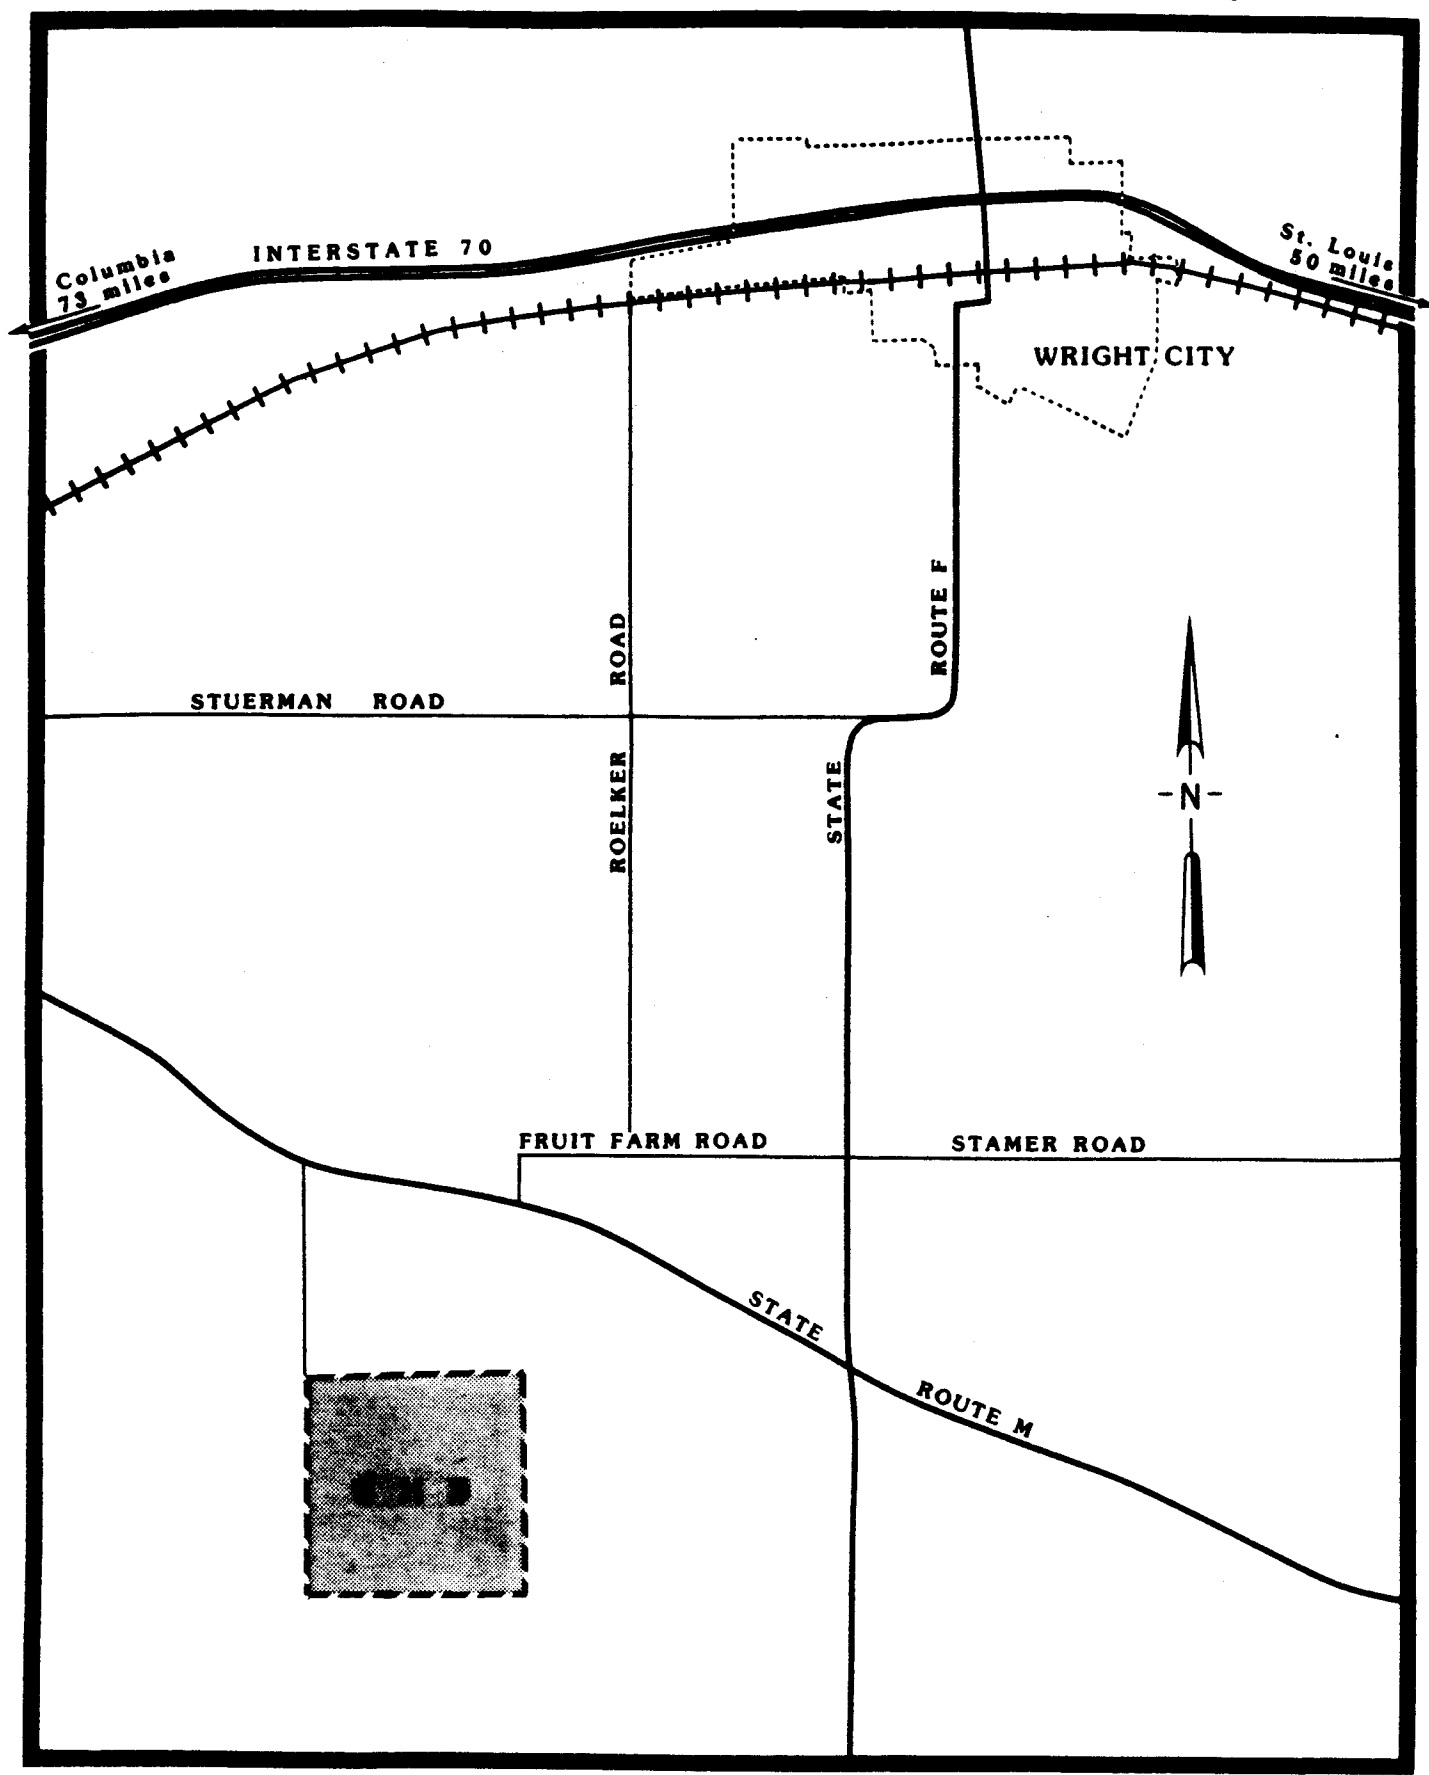 INTERSTATE 70
Columbia
73 miles
St. Louis
50 miles
WRIGHT CITY
ROUTE F
ROAD
STUERMAN ROAD
ROELKER
STATE
-N-
FRUIT FARM ROAD
STAMER ROAD
STATE
ROUTE M